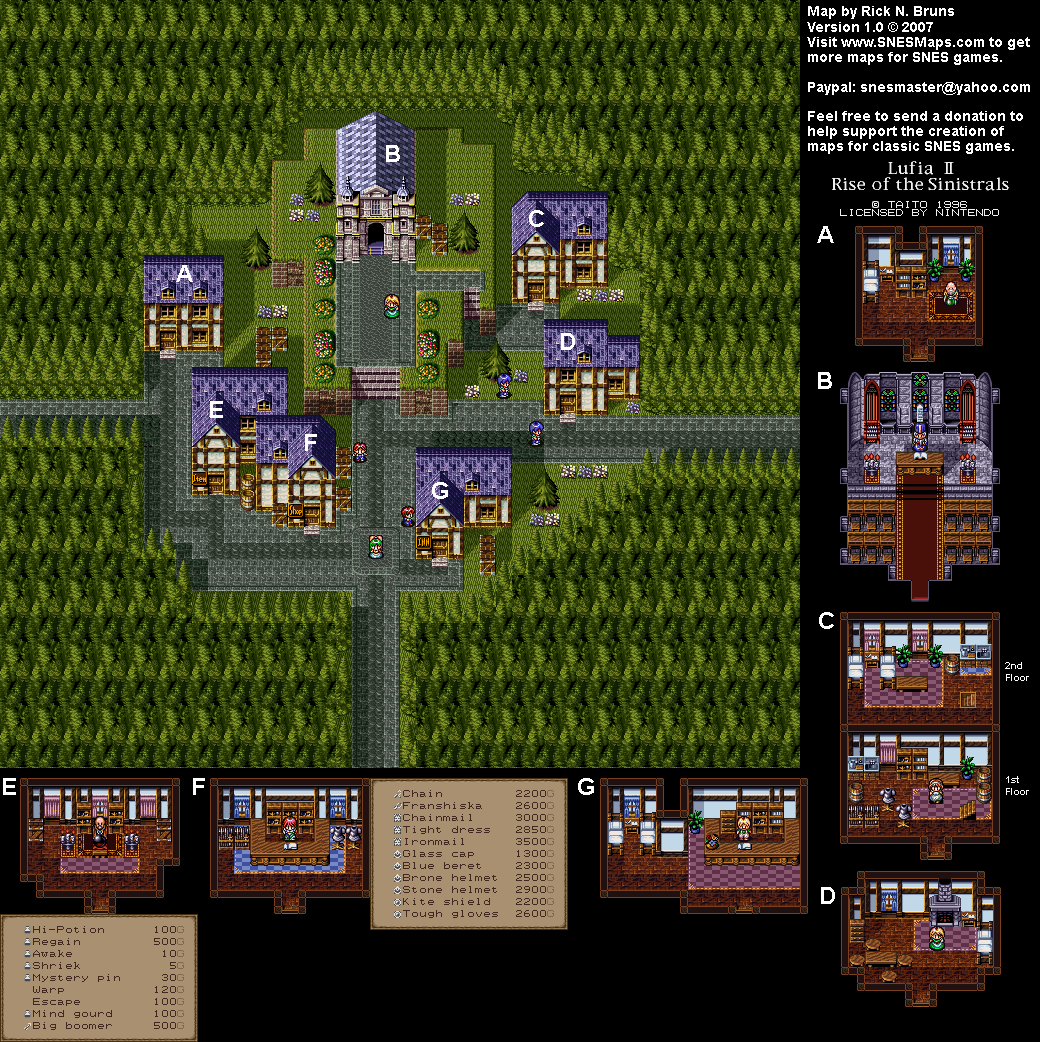 Map by Rick N. Bruns
Version 1.0 © 2007
Visit www.SNESMaps.com to get
more maps for SNES games.
Paypal: snesmaster@yahoo.com
Feel free to send a donation to
help support the creation of
maps for classic SNES games.
Lufia II
Rise of the Sinistrals
© TAITO 1996
LICENSED BY NINTENDO
B
C
A
D
E
F
G
Item
Shop
INN
A
B
C
2nd
Floor
1st
Floor
D
E
F
G
Chain 2200G
Franshiska 2600G
Chainmail 3000G
Tight dress 2850G
Ironmail 3500G
Glass cap 1300G
Blue beret 2300G
Brone helmet 2500G
Stone helmet 2900G
Kite shield 2200G
Tough gloves 2600G
Hi-Potion 100G
Regain 500G
Awake 10G
Shriek 5G
Mystery pin 30G
Warp 120G
Escape 100G
Mind gourd 100G
Big boomer 500G